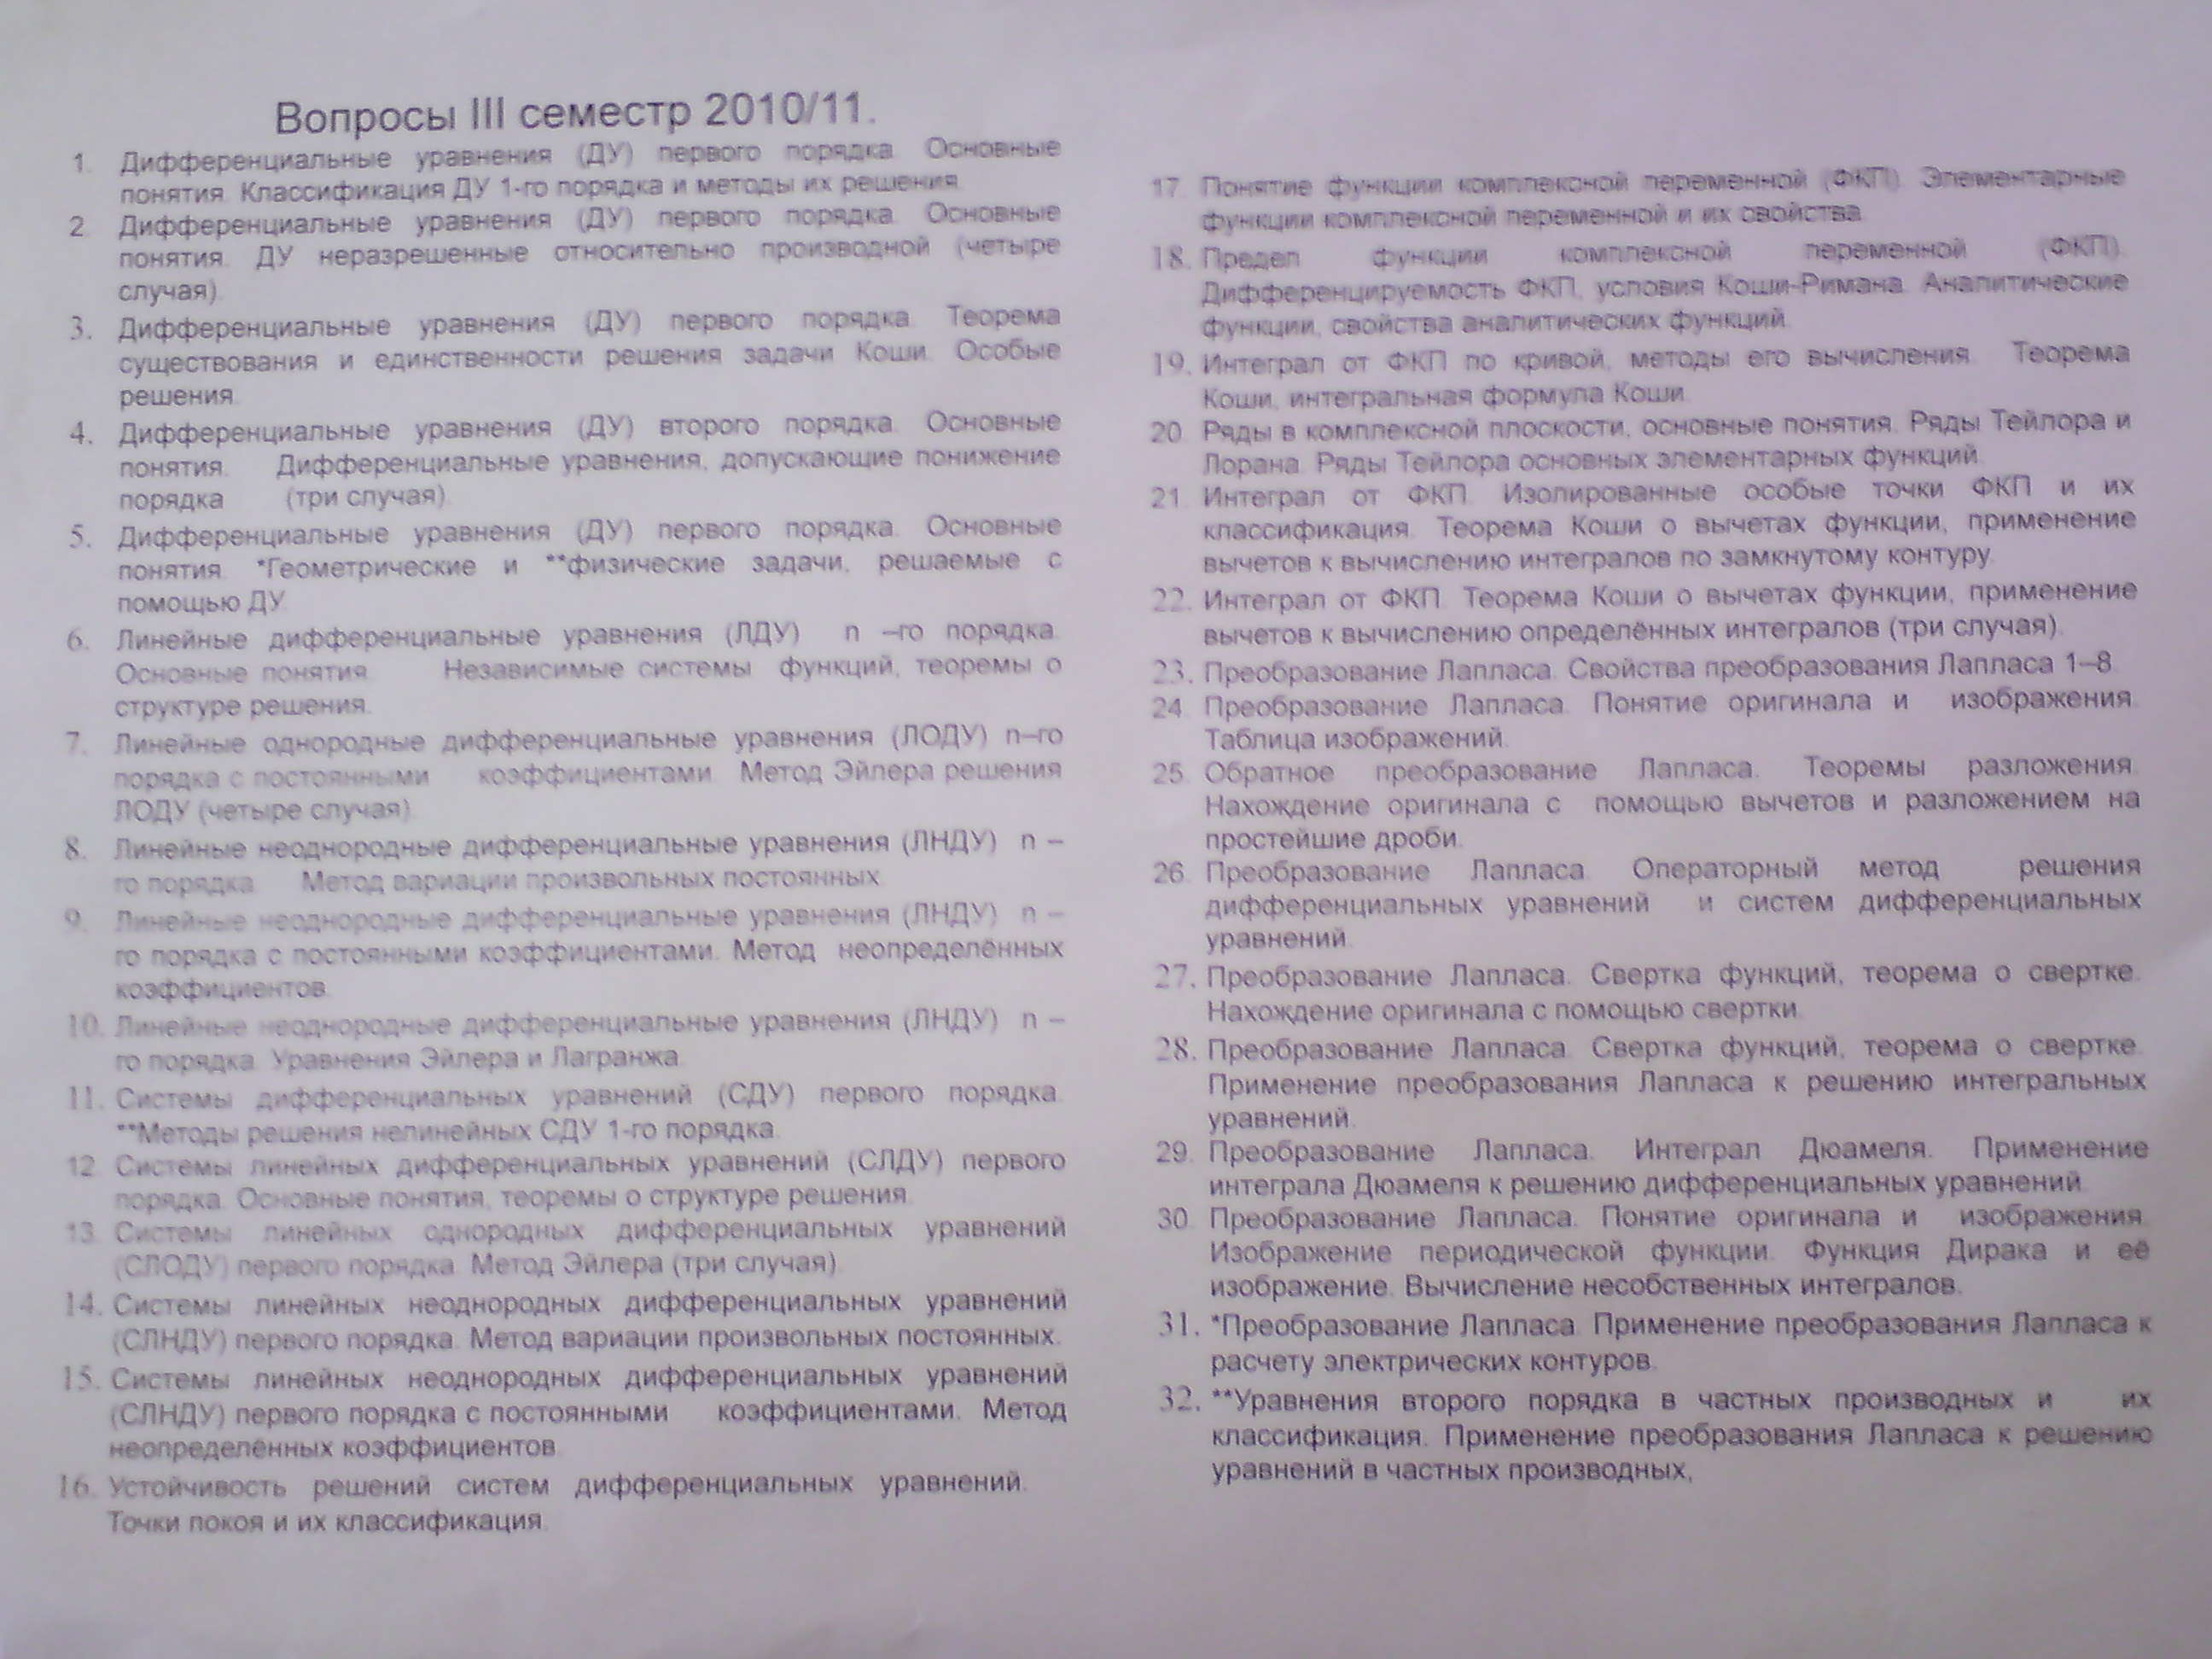 Вопросы III семестр 2010/11.
1. Дифференциальные уравнения (ДУ) первого порядка. Основные
понятия. Классификация ДУ 1-го порядка и методы их решения.
2 Дифференциальные уравнения (ДУ) первого порядка. Основные
понятия. ДУ неразрешенные относительно производной (четыре
случая).
3. Дифференциальные уравнения (ДУ) первого порядка. Теорема
существования и единственности решения задачи Коши. Особые
решения.
4. Дифференциальные уравнения (ДУ) второго порядка. Основные
понятия. Дифференциальные уравнения, допускающие понижение
порядка (три случая).
5. Дифференциальные уравнения (ДУ) первого порядка. Основные
понятия. *Геометрические и **физические задачи, решаемые с
помощью ДУ.
6. Линейные дифференциальные уравнения (ЛДУ) n –го порядка.
Основные понятия. Независимые системы функций, теоремы о
структуре решения.
7. Линейные однородные дифференциальные уравнения (ЛОДУ) n–го
порядка с постоянными коэффициентами. Метод Эйлера решения
ЛОДУ (четыре случая).
8. Линейные неоднородные дифференциальные уравнения (ЛНДУ) n –
го порядка. Метод вариации произвольных постоянных.
9. Линейные неоднородные дифференциальные уравнения (ЛНДУ) n –
го порядка с постоянными коэффициентами. Метод неопределённых
коэффициентов.
10. Линейные неоднородные дифференциальные уравнения (ЛНДУ) n –
го порядка. Уравнения Эйлера и Лагранжа.
11. Системы дифференциальных уравнений (СДУ) первого порядка.
**Методы решения нелинейных СДУ 1-го порядка.
12 Системы линейных дифференциальных уравнений (СЛДУ) первого
порядка. Основные понятия, теоремы о структуре решения.
13 Системы линейных однородных дифференциальных уравнений
(СЛОДУ) первого порядка. Метод Эйлера (три случая).
14. Системы линейных неоднородных дифференциальных уравнений
(СЛНДУ) первого порядка. Метод вариации произвольных постоянных.
15. Системы линейных неоднородных дифференциальных уравнений
(СЛНДУ) первого порядка с постоянными коэффициентами. Метод
неопределённых коэффициентов.
16. Устойчивость решений систем дифференциальных уравнений.
Точки покоя и их классификация.
17. Понятие функции комплексной переменной (ФКП). Элементарные
функции комплексной переменной и их свойства.
18. Предел функции комплексной переменной (ФКП).
Дифференцируемость ФКП, условия Коши-Римана. Аналитические
функции, свойства аналитических функций.
19. Интеграл от ФКП по кривой, методы его вычисления. Теорема
Коши, интегральная формула Коши.
20 Ряды в комплексной плоскости, основные понятия. Ряды Тейлора и
Лорана. Ряды Тейлора основных элементарных функций.
21 Интеграл от ФКП. Изолированные особые точки ФКП и их
классификация. Теорема Коши о вычетах функции, применение
вычетов к вычислению интегралов по замкнутому контуру.
22. Интеграл от ФКП. Теорема Коши о вычетах функции, применение
вычетов к вычислению определённых интегралов (три случая).
23. Преобразование Лапласа. Свойства преобразования Лапласа 1–8.
24 Преобразование Лапласа. Понятие оригинала и изображения.
Таблица изображений.
25 Обратное преобразование Лапласа. Теоремы разложения.
Нахождение оригинала с помощью вычетов и разложением на
простейшие дроби.
26 Преобразование Лапласа. Операторный метод решения
дифференциальных уравнений и систем дифференциальных
уравнений.
27. Преобразование Лапласа. Свертка функций, теорема о свертке.
Нахождение оригинала с помощью свертки.
28. Преобразование Лапласа. Свертка функций, теорема о свертке.
Применение преобразования Лапласа к решению интегральных
уравнений.
29. Преобразование Лапласа. Интеграл Дюамеля. Применение
интеграла Дюамеля к решению дифференциальных уравнений
30 Преобразование Лапласа. Понятие оригинала и изображения.
Изображение периодической функции. Функция Дирака и её
изображение. Вычисление несобственных интегралов.
31. *Преобразование Лапласа. Применение преобразования Лапласа к
расчету электрических контуров.
32. **Уравнения второго порядка в частных производных и их
классификация. Применение преобразования Лапласа к решению
уравнений в частных производных,